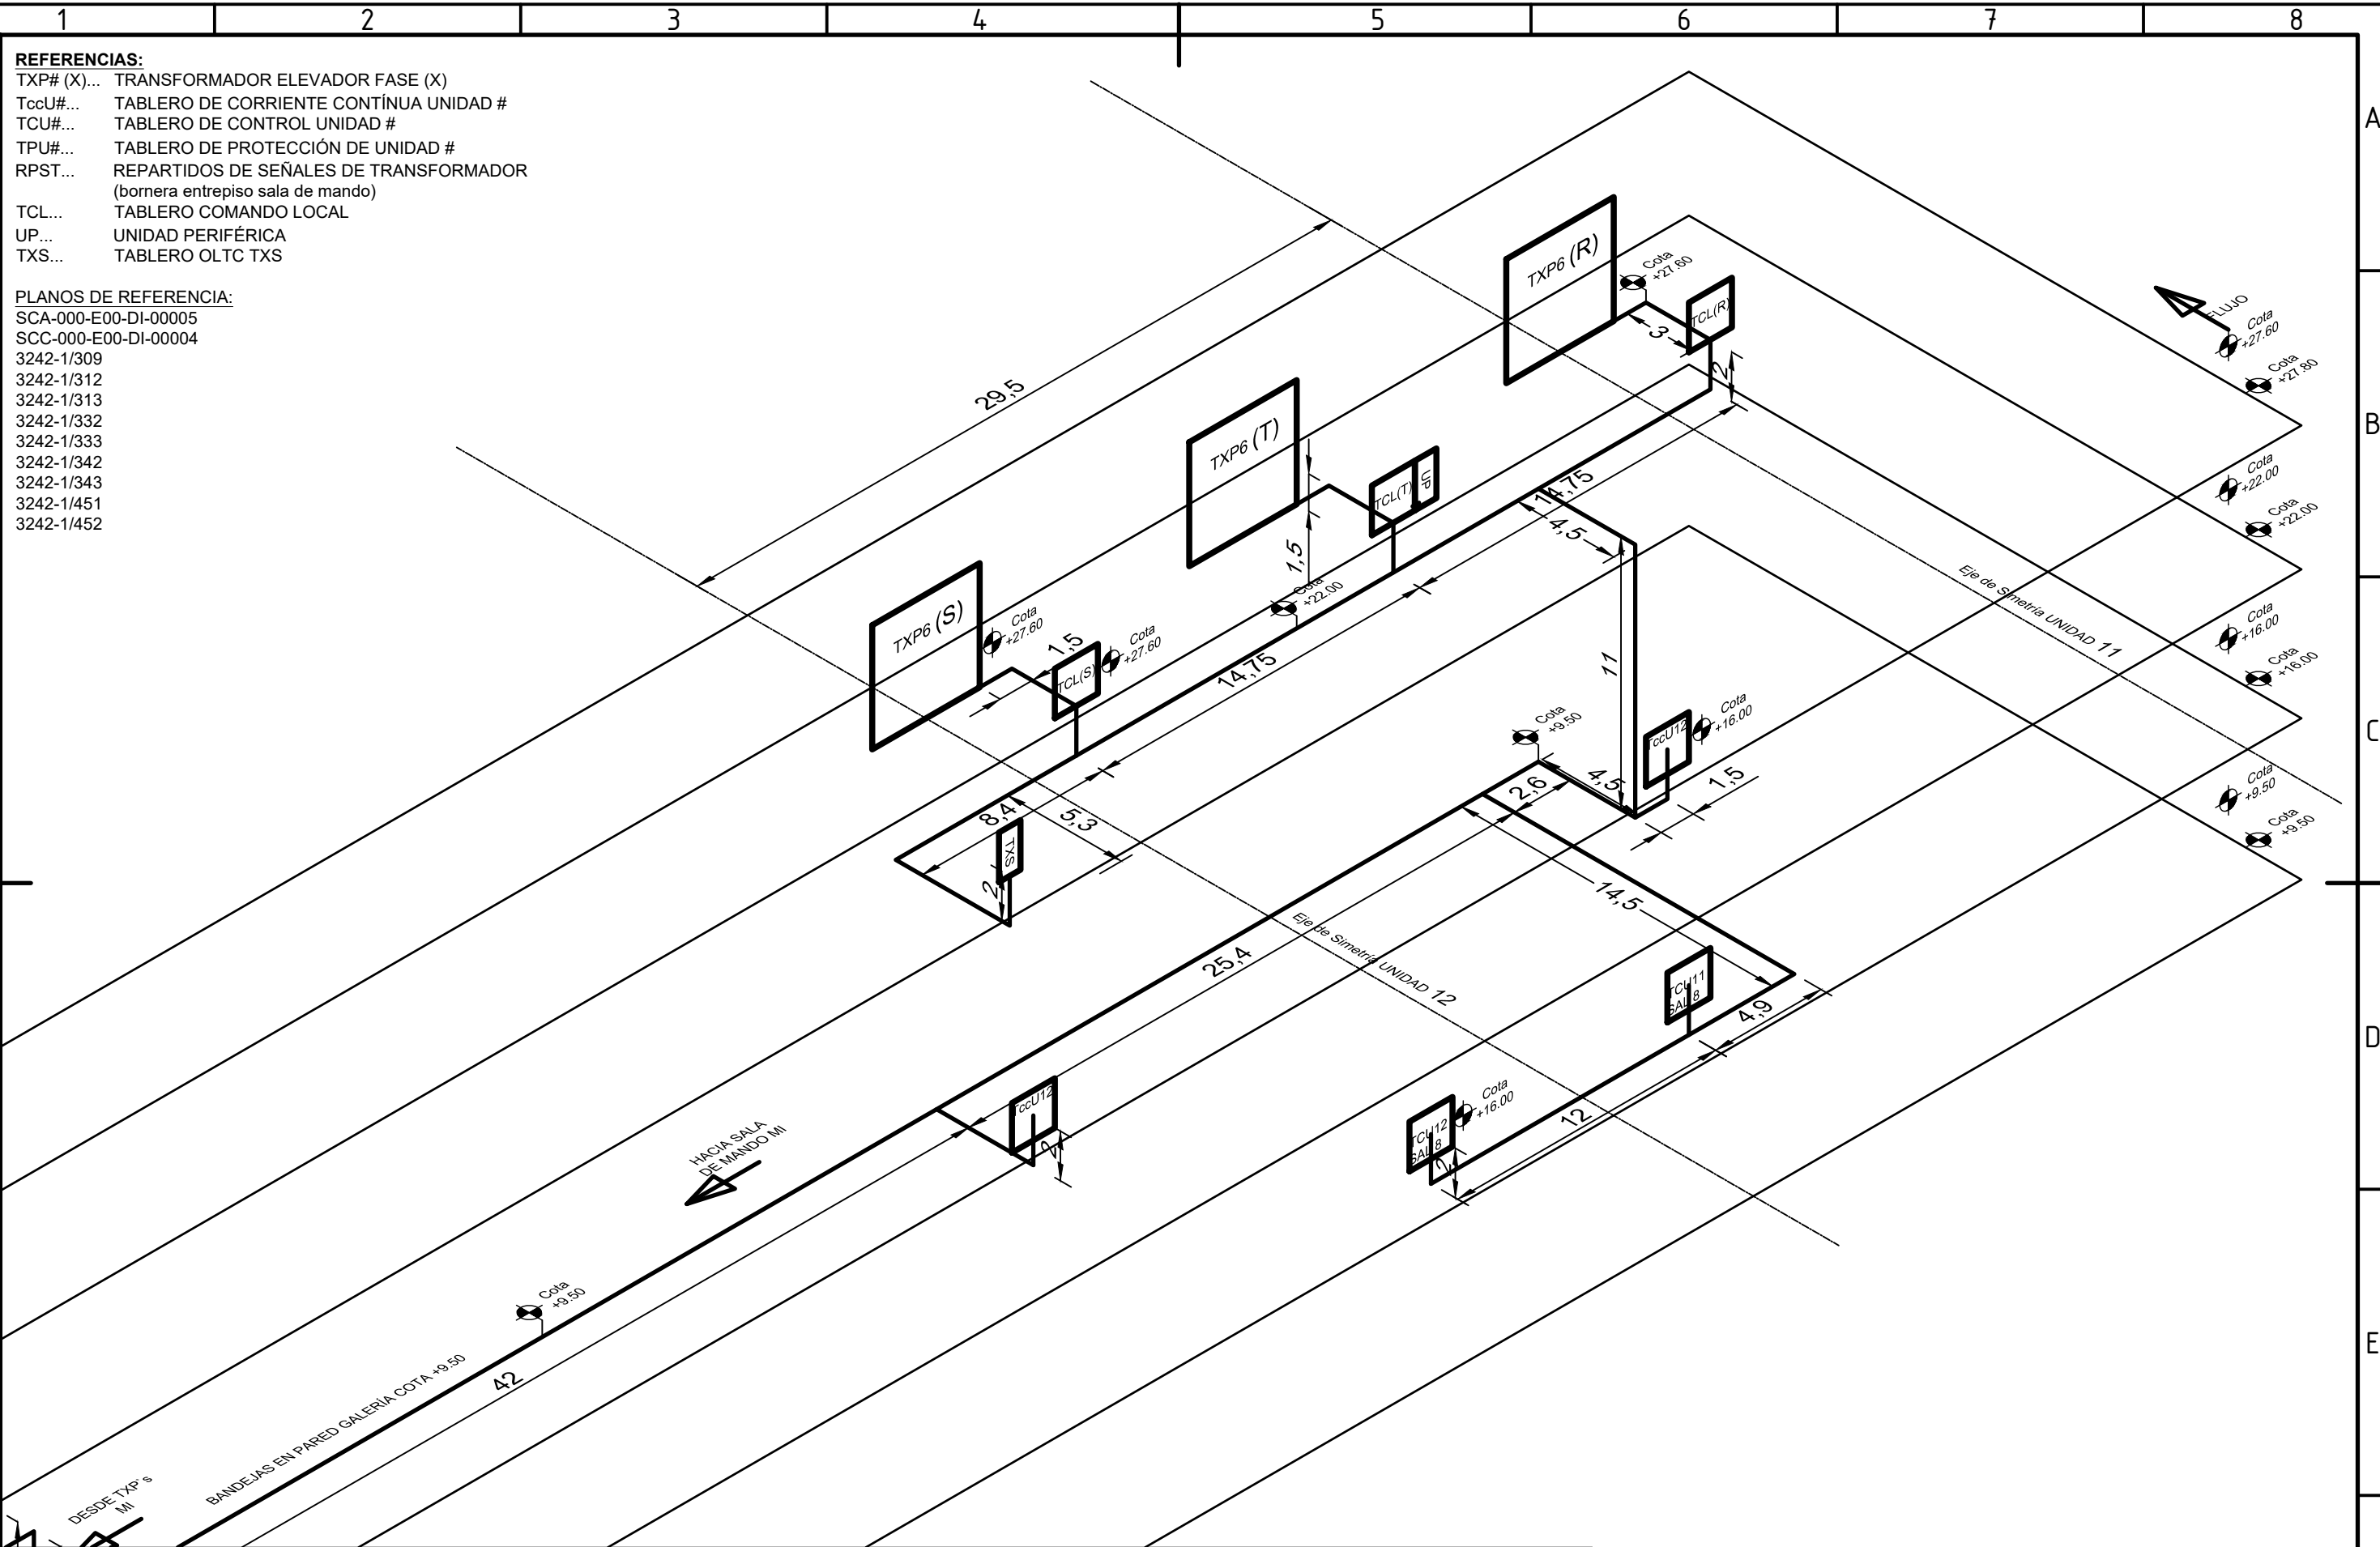 1 2 3 4 5 6 7 8
REFERENCIAS:
TXP# (X)... TRANSFORMADOR ELEVADOR FASE (X)
TccU#... TABLERO DE CORRIENTE CONTÍNUA UNIDAD #
TCU#... TABLERO DE CONTROL UNIDAD #
TPU#... TABLERO DE PROTECCIÓN DE UNIDAD #
RPST... REPARTIDOS DE SEÑALES DE TRANSFORMADOR
(bornera entrepiso sala de mando)
TCL... TABLERO COMANDO LOCAL
UP... UNIDAD PERIFÉRICA
TXS... TABLERO OLTC TXS
PLANOS DE REFERENCIA:
SCA-000-E00-DI-00005
SCC-000-E00-DI-00004
3242-1/309
3242-1/312
3242-1/313
3242-1/332
3242-1/333
3242-1/342
3242-1/343
3242-1/451
3242-1/452
A
B
C
D
E
TXP6 (R)
Cota
+27.60
TCL(R)
3
2
FLUJO
Cota
+27.60
Cota
+27.80
29,5
TXP6 (T)
TCL(T)
UP
1,5
14,75
4,5
Cota
+22.00
Cota
+22.00
Cota
+22.00
TXP6 (S)
Cota
+27.60
1,5
TCL(S)
Cota
+27.60
14,75
11
Eje de Simetría UNIDAD 11
Cota
+16.00
Cota
+16.00
Cota
+9.50
TccU12
Cota
+16.00
4,5
2,6
1,5
Cota
+9.50
Cota
+9.50
8,4
5,3
TXS
2
14,5
Eje de Simetría UNIDAD 12
25,4
TCU11
SAL 8
4,9
TccU12
2
TCU12
SAL 8
Cota
+16.00
2
12
HACIA SALA
DE MANDO MI
Cota
+9.50
42
BANDEJAS EN PARED GALERÍA COTA +9.50
DESDE TXP´s
MI